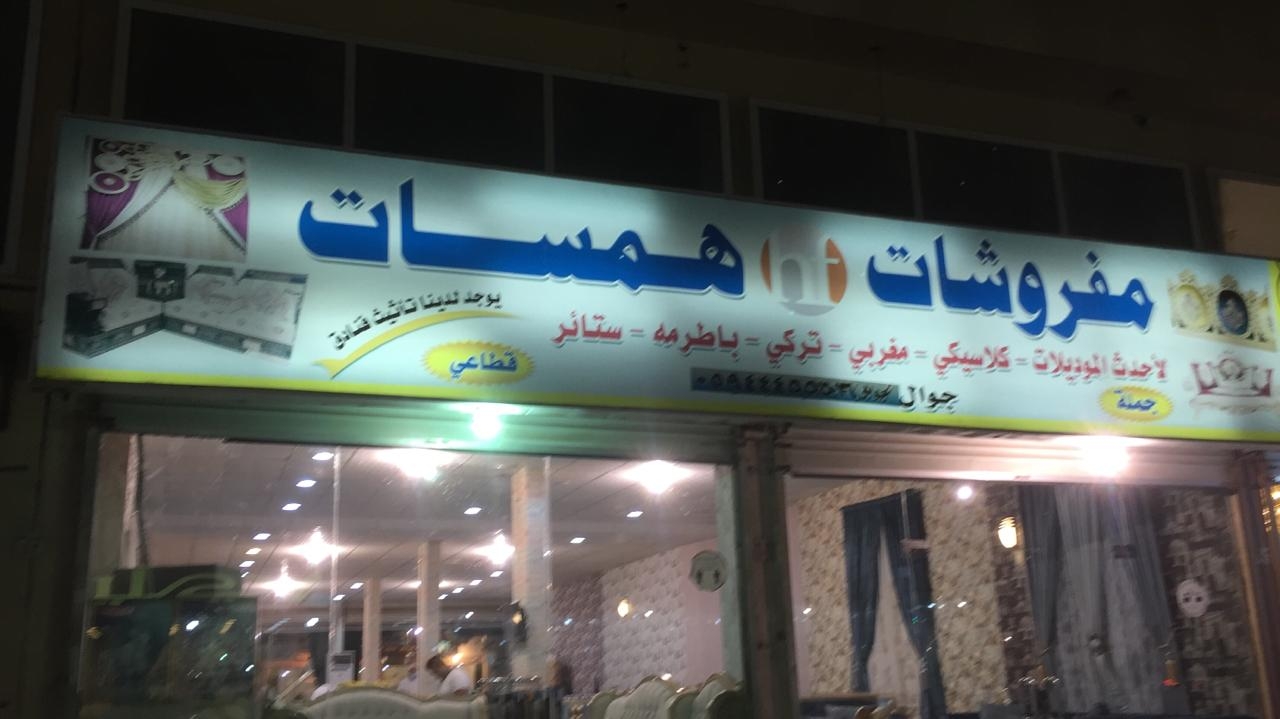 مفروشات همسات
يوجد لدينا تأثيث فنادق
لأحدث الموديلات = كلاسيكي = مغربي = تركي = باطرمه = ستائر
جملة
قطاعي
جوال